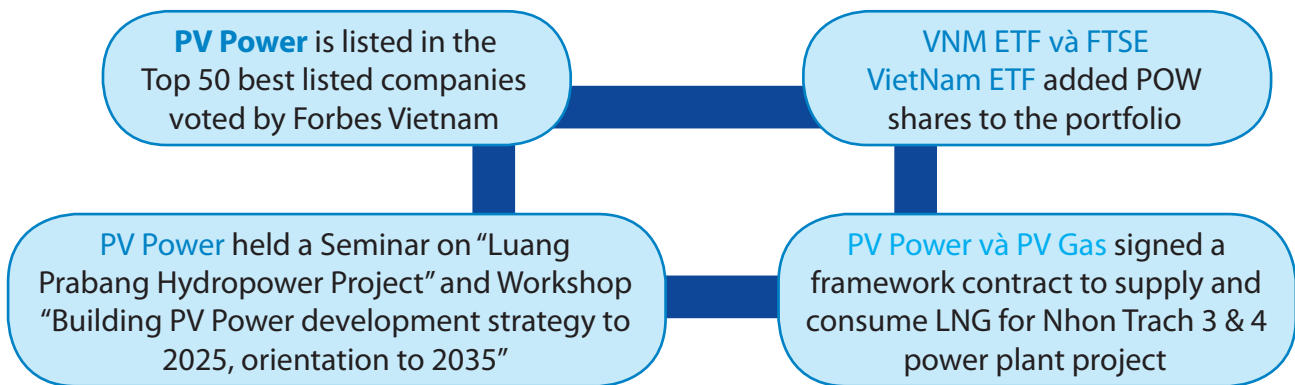 PV Power is listed in the
Top 50 best listed companies
voted by Forbes Vietnam
VNM ETF và FTSE
VietNam ETF added POW
shares to the portfolio
PV Power held a Seminar on “Luang
Prabang Hydropower Project” and Workshop
“Building PV Power development strategy to
2025, orientation to 2035”
PV Power và PV Gas signed a
framework contract to supply and
consume LNG for Nhon Trach 3 & 4
power plant project